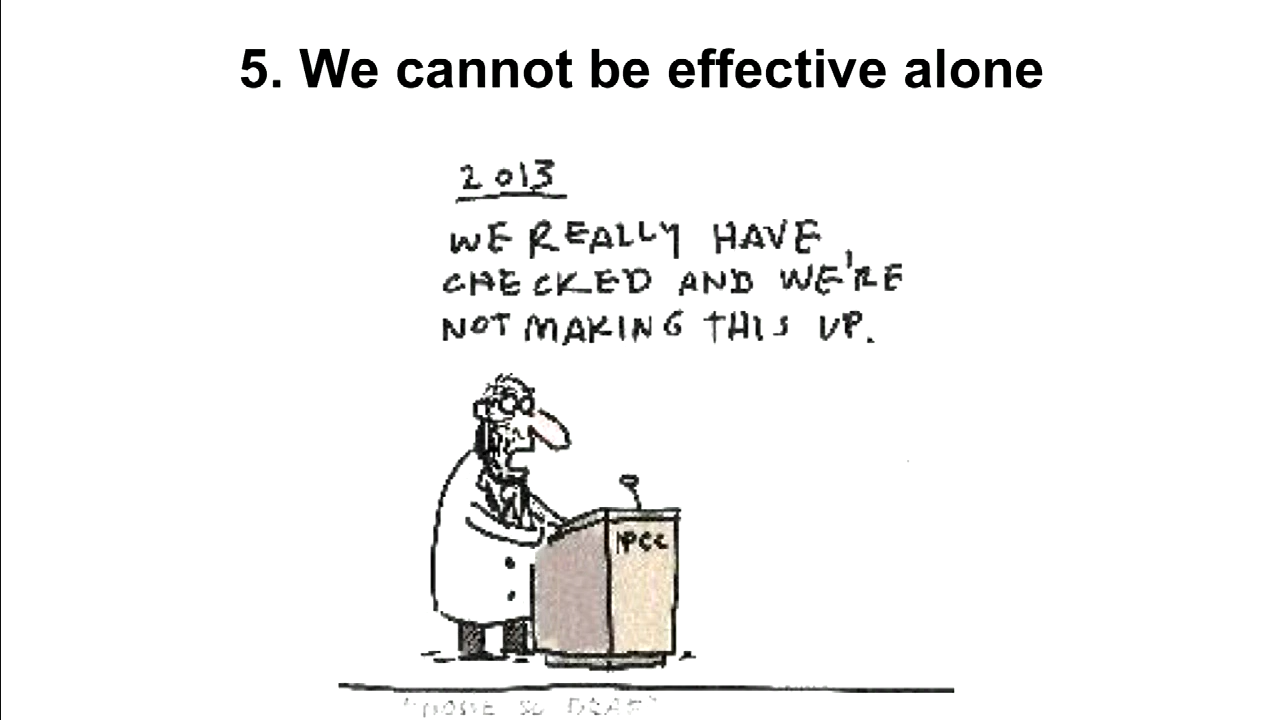 5. We cannot be effective alone
2013
WE REALLY HAVE
CHECKED AND WE'RE
NOT MAKING THIS UP.
IPCC